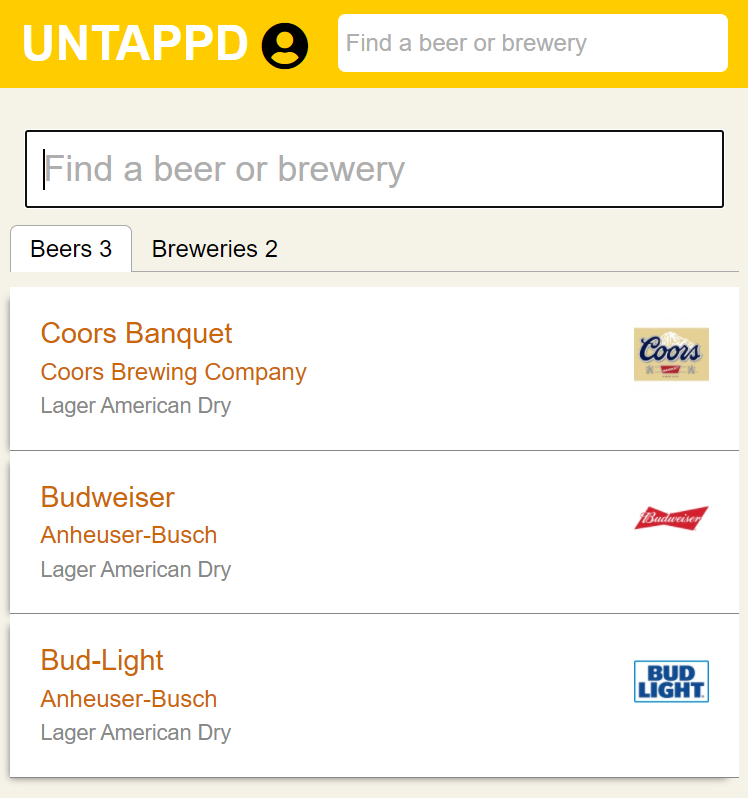 UNTAPPD
Find a beer or brewery
Find a beer or brewery
Beers 3
Breweries 2
Coors Banquet
Coors Brewing Company
Lager American Dry
Coors
Budweiser
Anheuser-Busch
Lager American Dry
Budweiser
Bud-Light
Anheuser-Busch
Lager American Dry
BUD
LIGHT